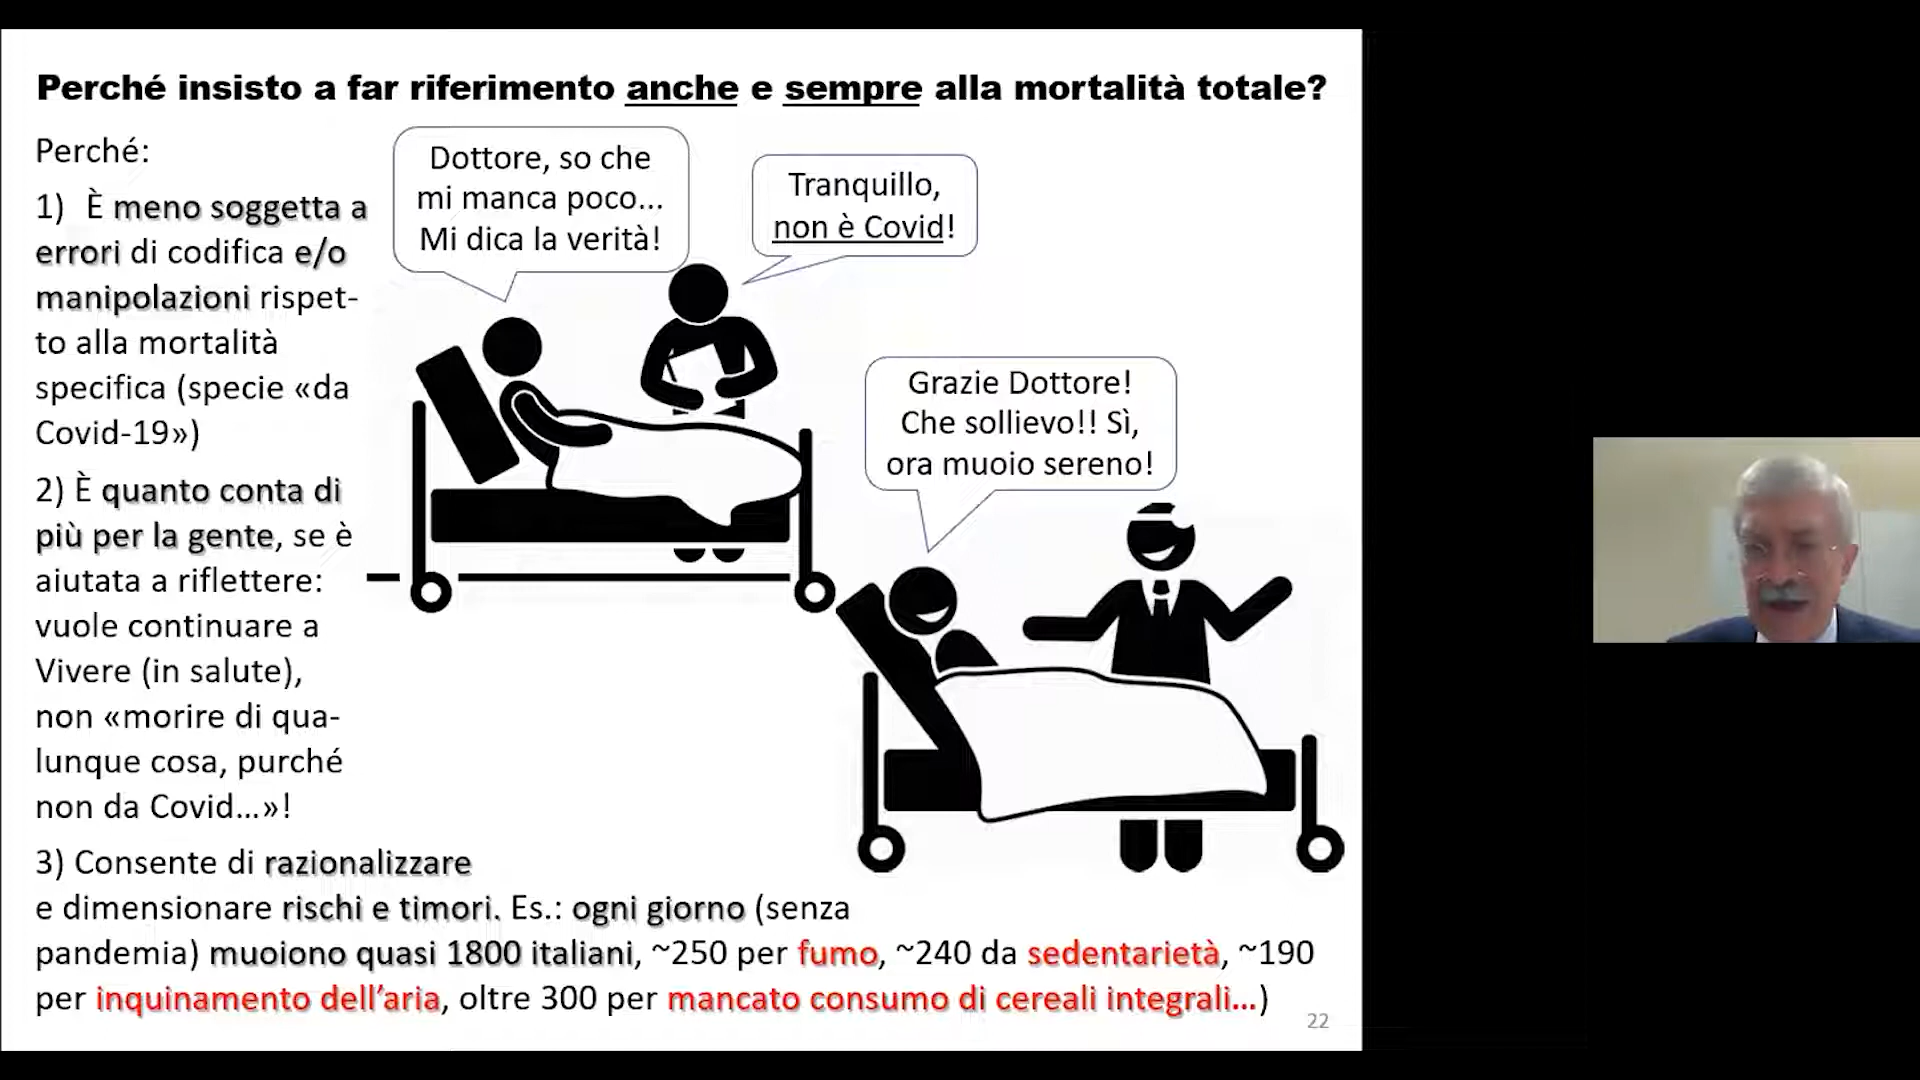 Perché insisto a far riferimento anche e sempre alla mortalità totale?
Perché:
1) È meno soggetta a
errori di codifica e/o
manipolazioni rispet-
to alla mortalità
specifica (specie «da
Covid-19»)
2) È quanto conta di
più per la gente, se è
aiutata a riflettere:
vuole continuare a
Vivere (in salute),
non «morire di qua-
lunque cosa, purché
non da Covid...»!
3) Consente di razionalizzare
e dimensionare rischi e timori. Es.: ogni giorno (senza
pandemia) muoiono quasi 1800 italiani, ~250 per fumo, ~240 da sedentarietà, ~190
per inquinamento dell’aria, oltre 300 per mancato consumo di cereali integrali...)
Dottore, so che
mi manca poco...
Mi dica la verità!
Tranquillo,
non è Covid!
Grazie Dottore!
Che sollievo!! Sì,
ora muoio sereno!
22